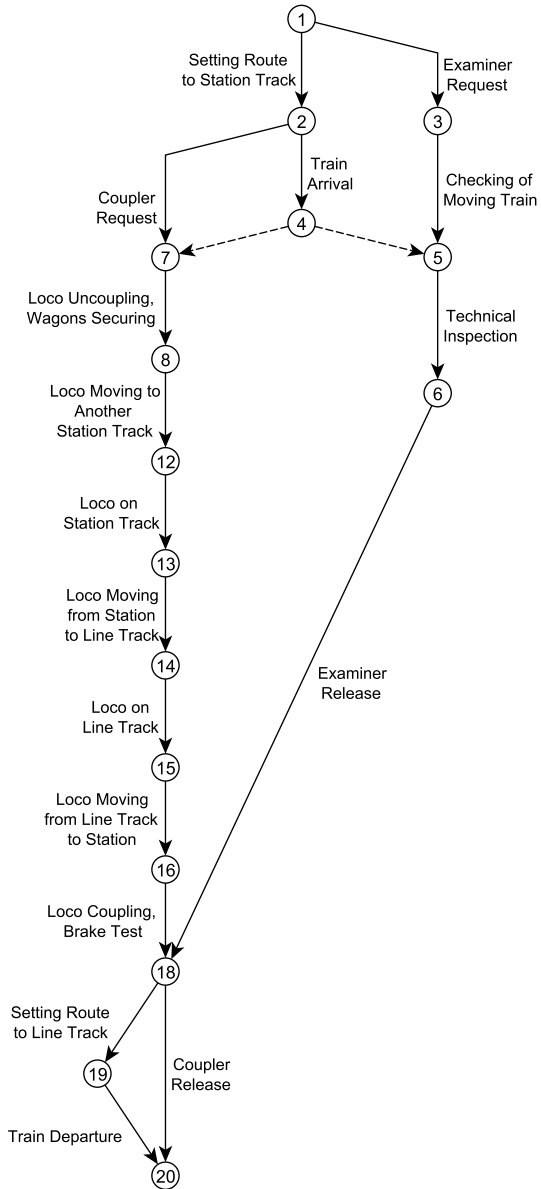 1
Setting Route
to Station Track
Examiner
Request
2
3
Train
Arrival
Checking of
Moving Train
Coupler
Request
4
7
5
Loco Uncoupling,
Wagons Securing
Technical
Inspection
8
6
Loco Moving to
Another
Station Track
12
Loco on
Station Track
13
Loco Moving
from Station
to Line Track
14
Examiner
Release
Loco on
Line Track
15
Loco Moving
from Line Track
to Station
16
Loco Coupling,
Brake Test
18
Setting Route
to Line Track
19
Coupler
Release
Train Departure
20